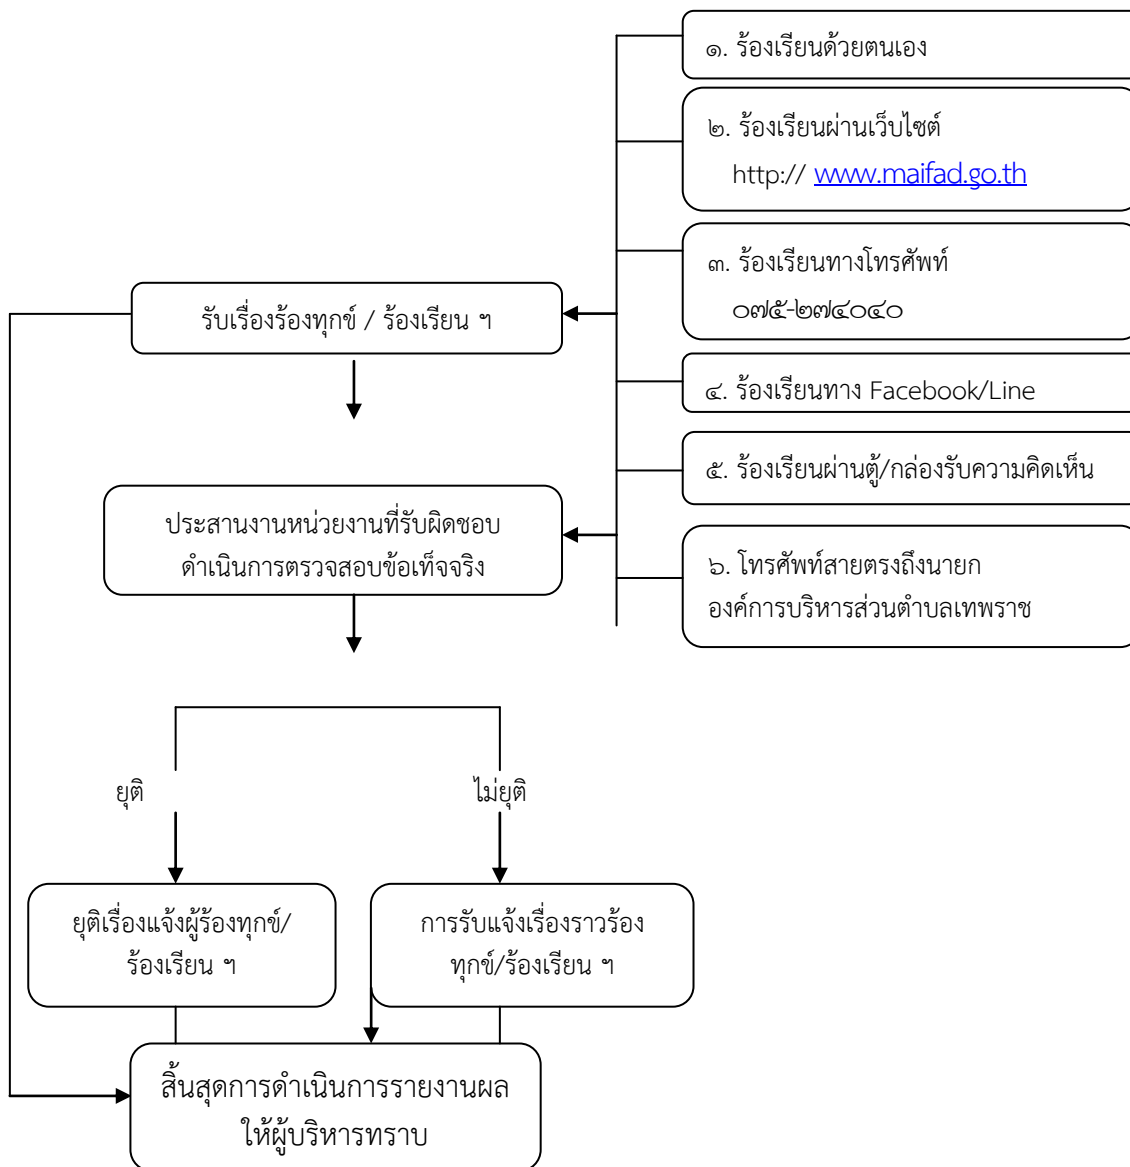 ๑. ร้องเรียนด้วยตนเอง
๒. ร้องเรียนผ่านเว็บไซต์
http:// www.maifad.go.th
๓. ร้องเรียนทางโทรศัพท์
๐๗๕-๒๗๔๐๔๐
รับเรื่องร้องทุกข์ / ร้องเรียน ฯ
๔. ร้องเรียนทาง Facebook/Line
๕. ร้องเรียนผ่านตู้/กล่องรับความคิดเห็น
ประสานงานหน่วยงานที่รับผิดชอบ
ดำเนินการตรวจสอบข้อเท็จจริง
๖. โทรศัพท์สายตรงถึงนายก
องค์การบริหารส่วนตำบลเทพราช
ยุติ
ไม่ยุติ
ยุติเรื่องแจ้งผู้ร้องทุกข์/
ร้องเรียน ฯ
การรับแจ้งเรื่องราวร้อง
ทุกข์/ร้องเรียน ฯ
สิ้นสุดการดำเนินการรายงานผล
ให้ผู้บริหารทราบ